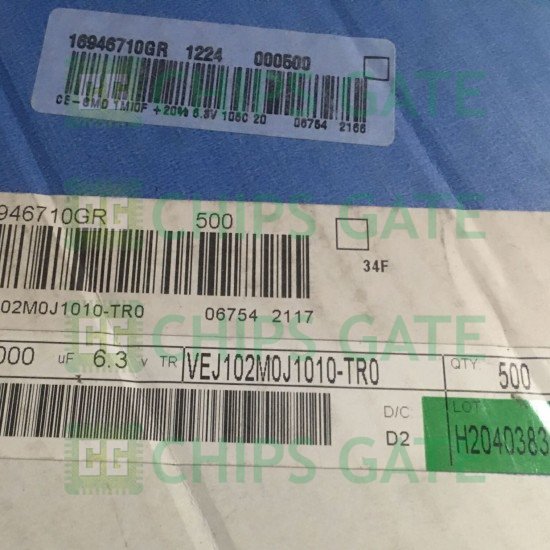 16946710GR 1224 000500
CE-SMD 1MIOF +20% 6.3V 105C 20 06754 2166
946710GR 500
34F
02M0J1010-TR0 06754 2117
000 uF 6.3 V TR VEJ102M0J1010-TR0 QTY. 500
D/C LOT
D2 H2040383
CHIPS GATE
CHIPS GATE
CHIPS GATE
CHIPS GATE